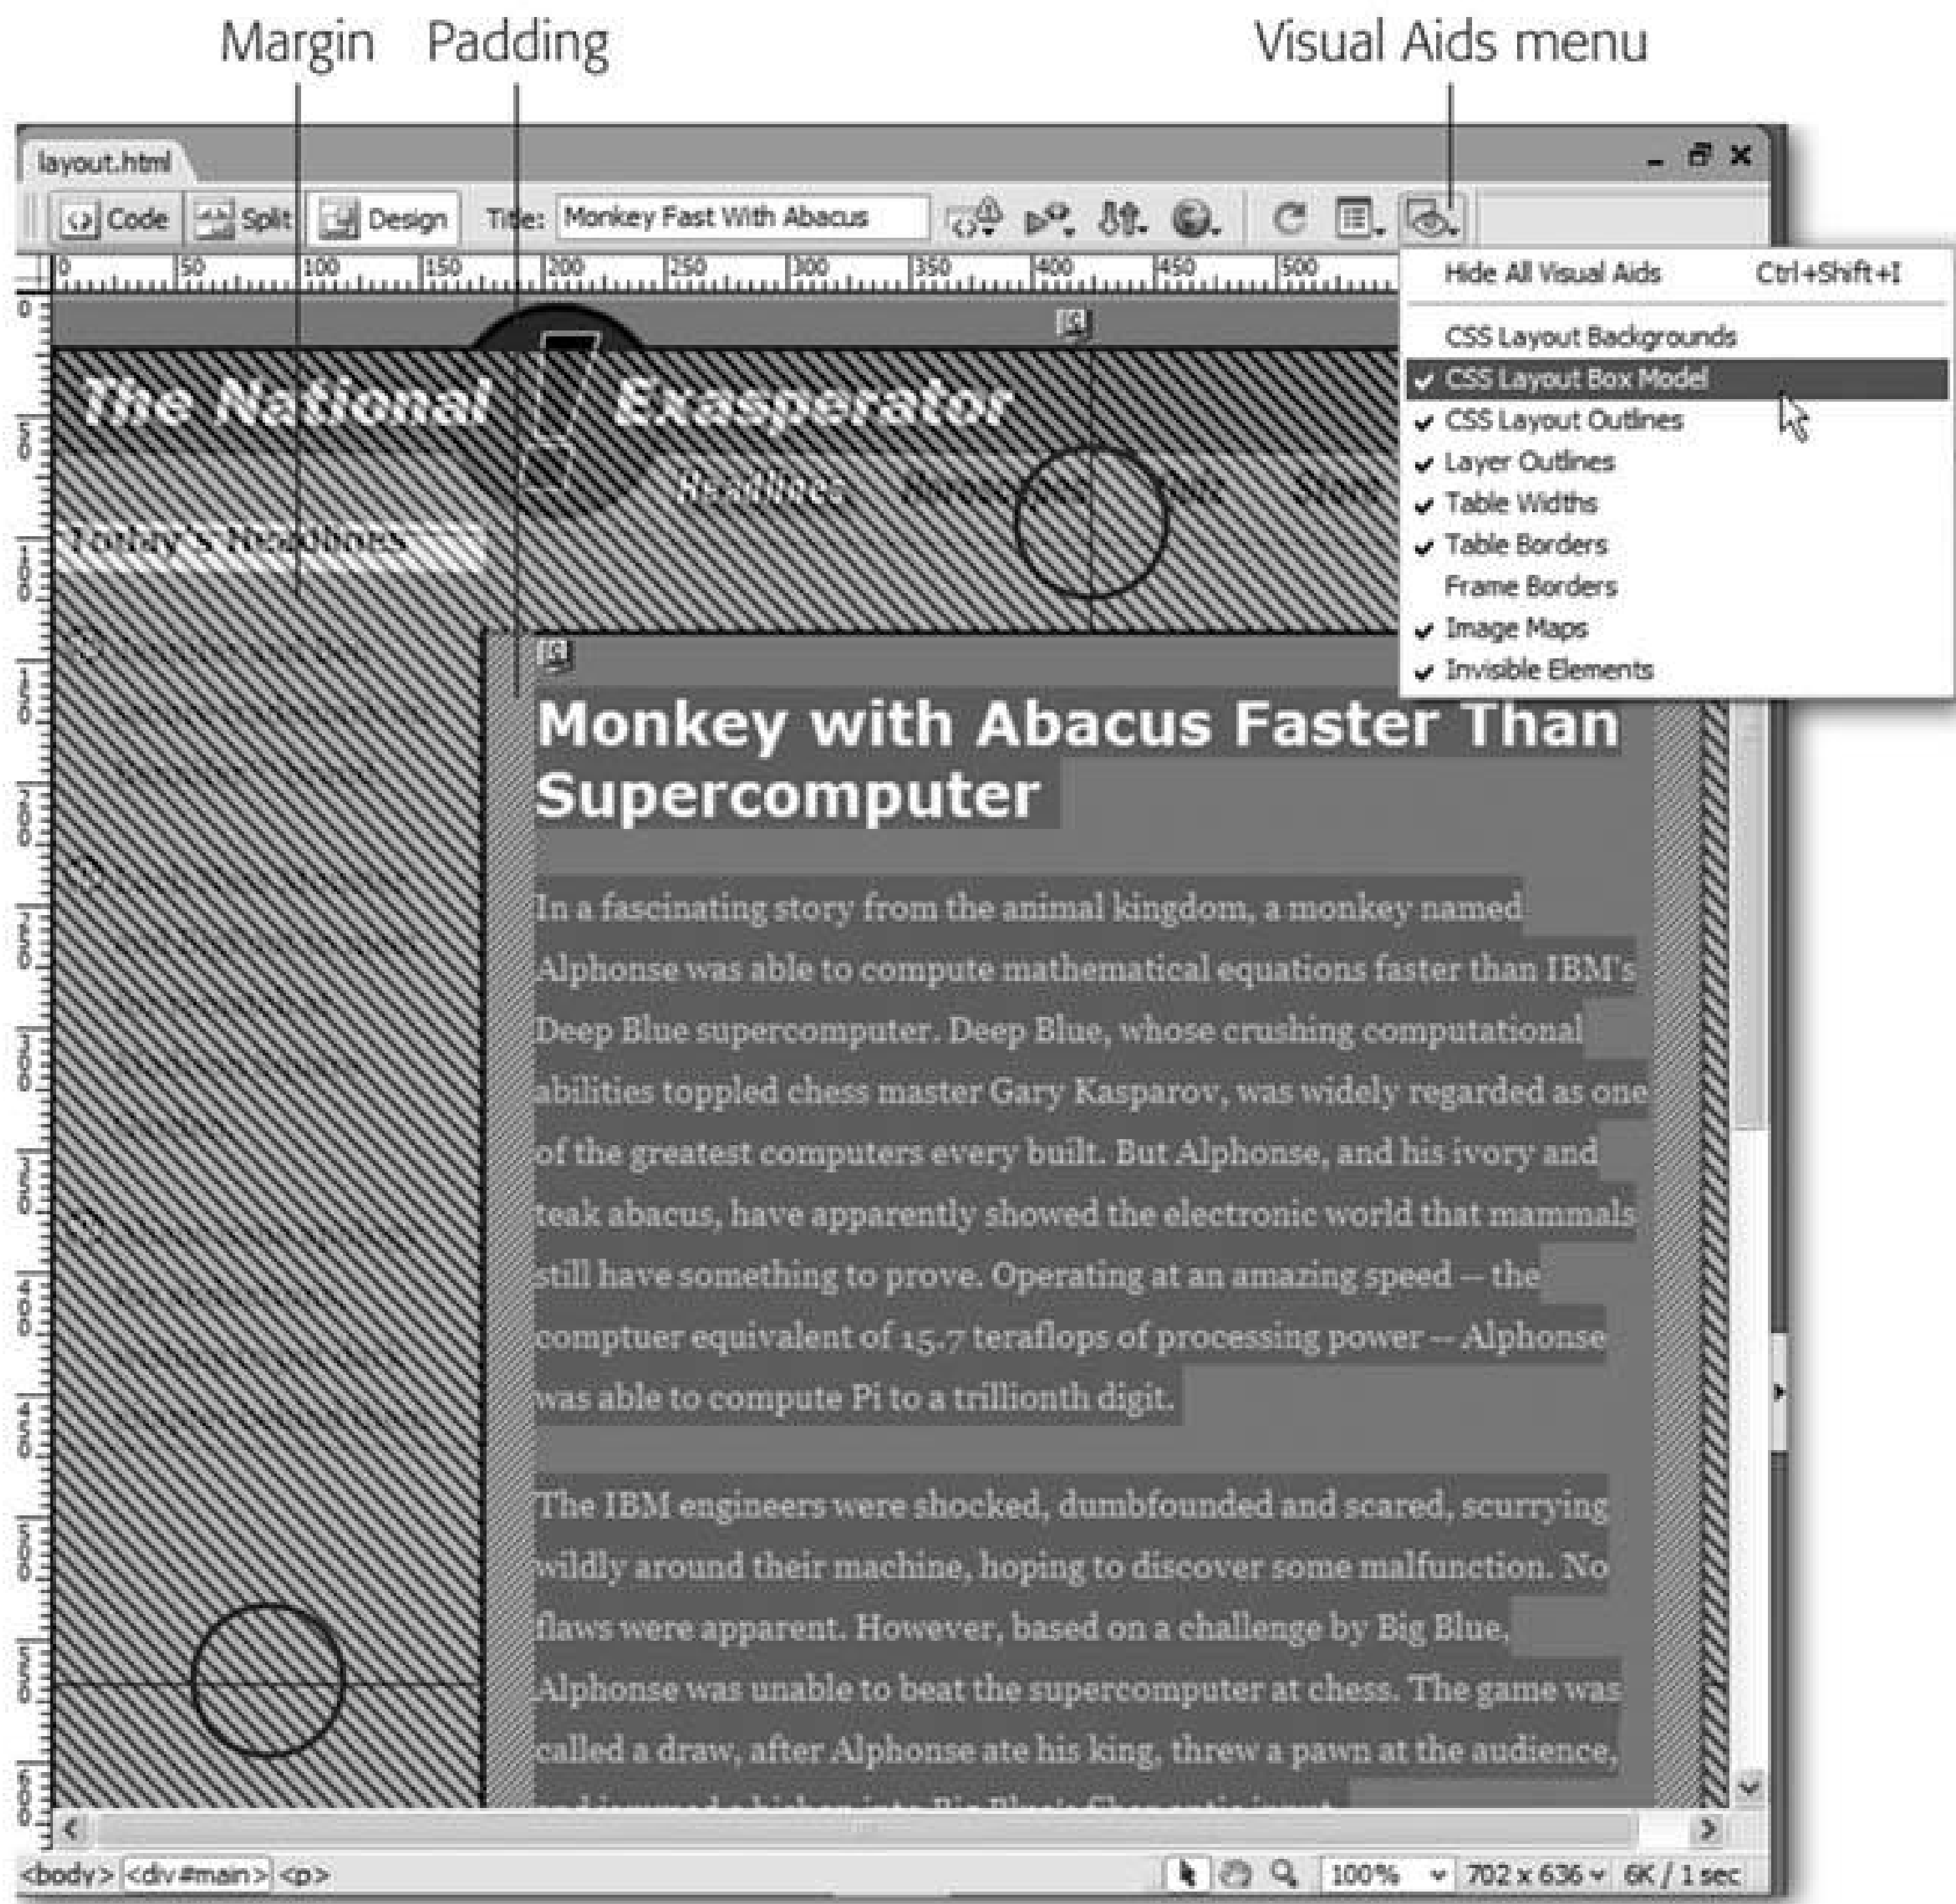 Margin Padding Visual Aids menu
layout.html
Code Split Design Title: Monkey Fast With Abacus
0 50 100 150 200 250 300 350 400 450 500
Hide All Visual Aids Ctrl+Shift+I
CSS Layout Backgrounds
CSS Layout Box Model
CSS Layout Outlines
Layer Outlines
Table Widths
Table Borders
Frame Borders
Image Maps
Invisible Elements
The National ! Exasperator
Headlines
Today's Headlines
Monkey with Abacus Faster Than
Supercomputer
In a fascinating story from the animal kingdom, a monkey named
Alphonse was able to compute mathematical equations faster than IBM's
Deep Blue supercomputer. Deep Blue, whose crushing computational
abilities toppled chess master Gary Kasparov, was widely regarded as one
of the greatest computers every built. But Alphonse, and his ivory and
teak abacus, have apparently showed the electronic world that mammals
still have something to prove. Operating at an amazing speed -- the
comptuer equivalent of 15.7 teraflops of processing power -- Alphonse
was able to compute Pi to a trillionth digit.
The IBM engineers were shocked, dumbfounded and scared, scurrying
wildly around their machine, hoping to discover some malfunction. No
flaws were apparent. However, based on a challenge by Big Blue,
Alphonse was unable to beat the supercomputer at chess. The game was
called a draw, after Alphonse ate his king, threw a pawn at the audience,
<body> <div#main> <p> 100% 702 x 636 6K / 1 sec